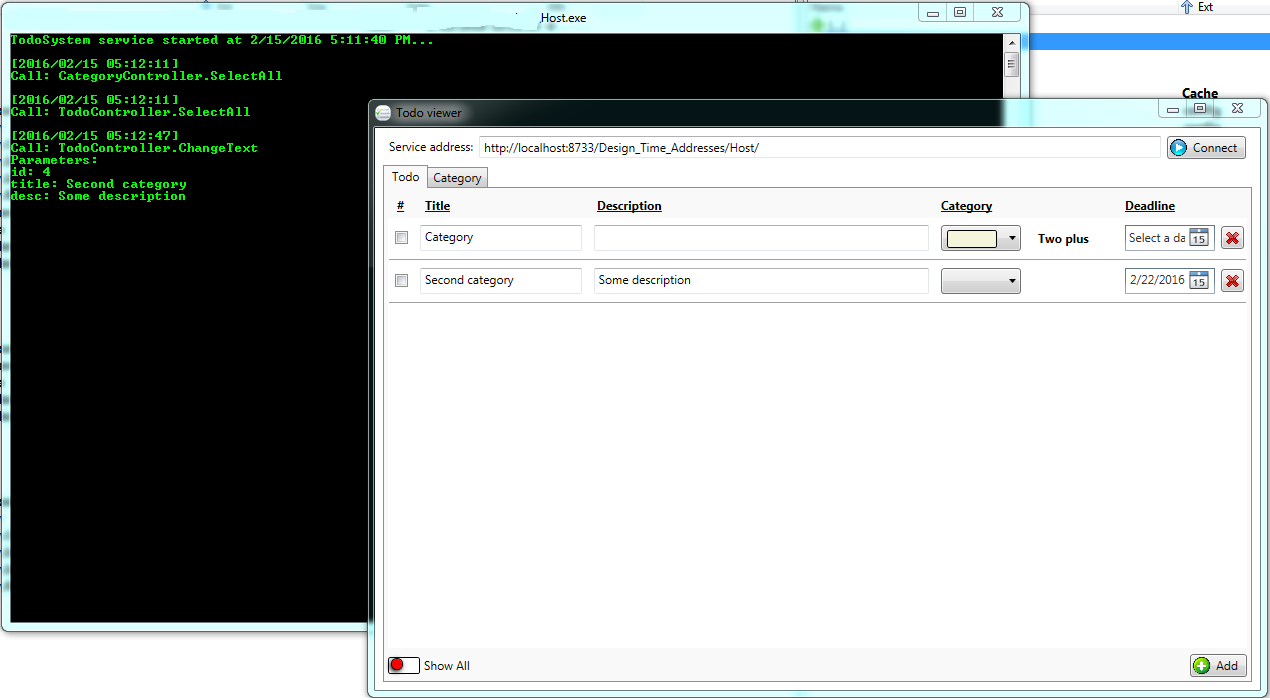 Host.exe
Ext
TodoSystem service started at 2/15/2016 5:11:40 PM...
[2016/02/15 05:12:11]
Call: CategoryController.SelectAll
[2016/02/15 05:12:11]
Call: TodoController.SelectAll
[2016/02/15 05:12:47]
Call: TodoController.ChangeText
Parameters:
id: 4
title: Second category
desc: Some description
Cache
Todo viewer
Service address: http://localhost:8733/Design_Time_Addresses/Host/ Connect
Todo Category
# Title Description Category Deadline
Category Two plus Select a da 15
Second category Some description 2/22/2016 15
Show All Add